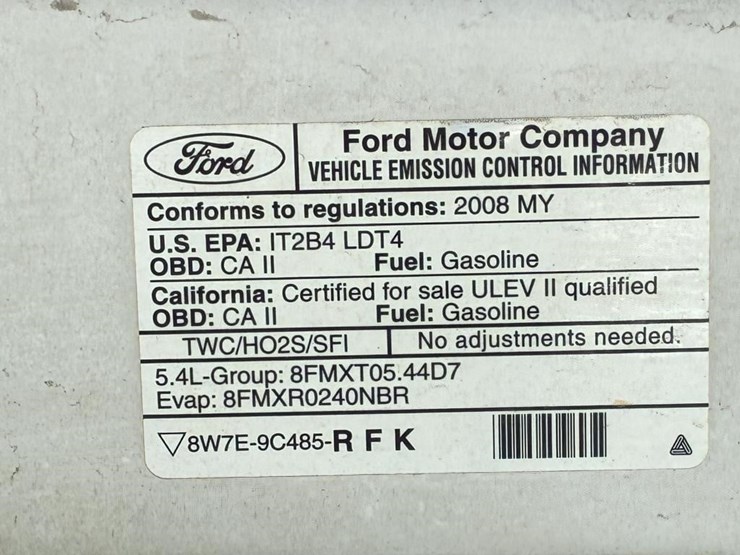 Ford
Ford Motor Company
VEHICLE EMISSION CONTROL INFORMATION
Conforms to regulations: 2008 MY
U.S. EPA: IT2B4 LDT4
OBD: CA II Fuel: Gasoline
California: Certified for sale ULEV II qualified
OBD: CA II Fuel: Gasoline
TWC/HO2S/SFI No adjustments needed.
5.4L-Group: 8FMXT05.44D7
Evap: 8FMXR0240NBR
8W7E-9C485-R F K